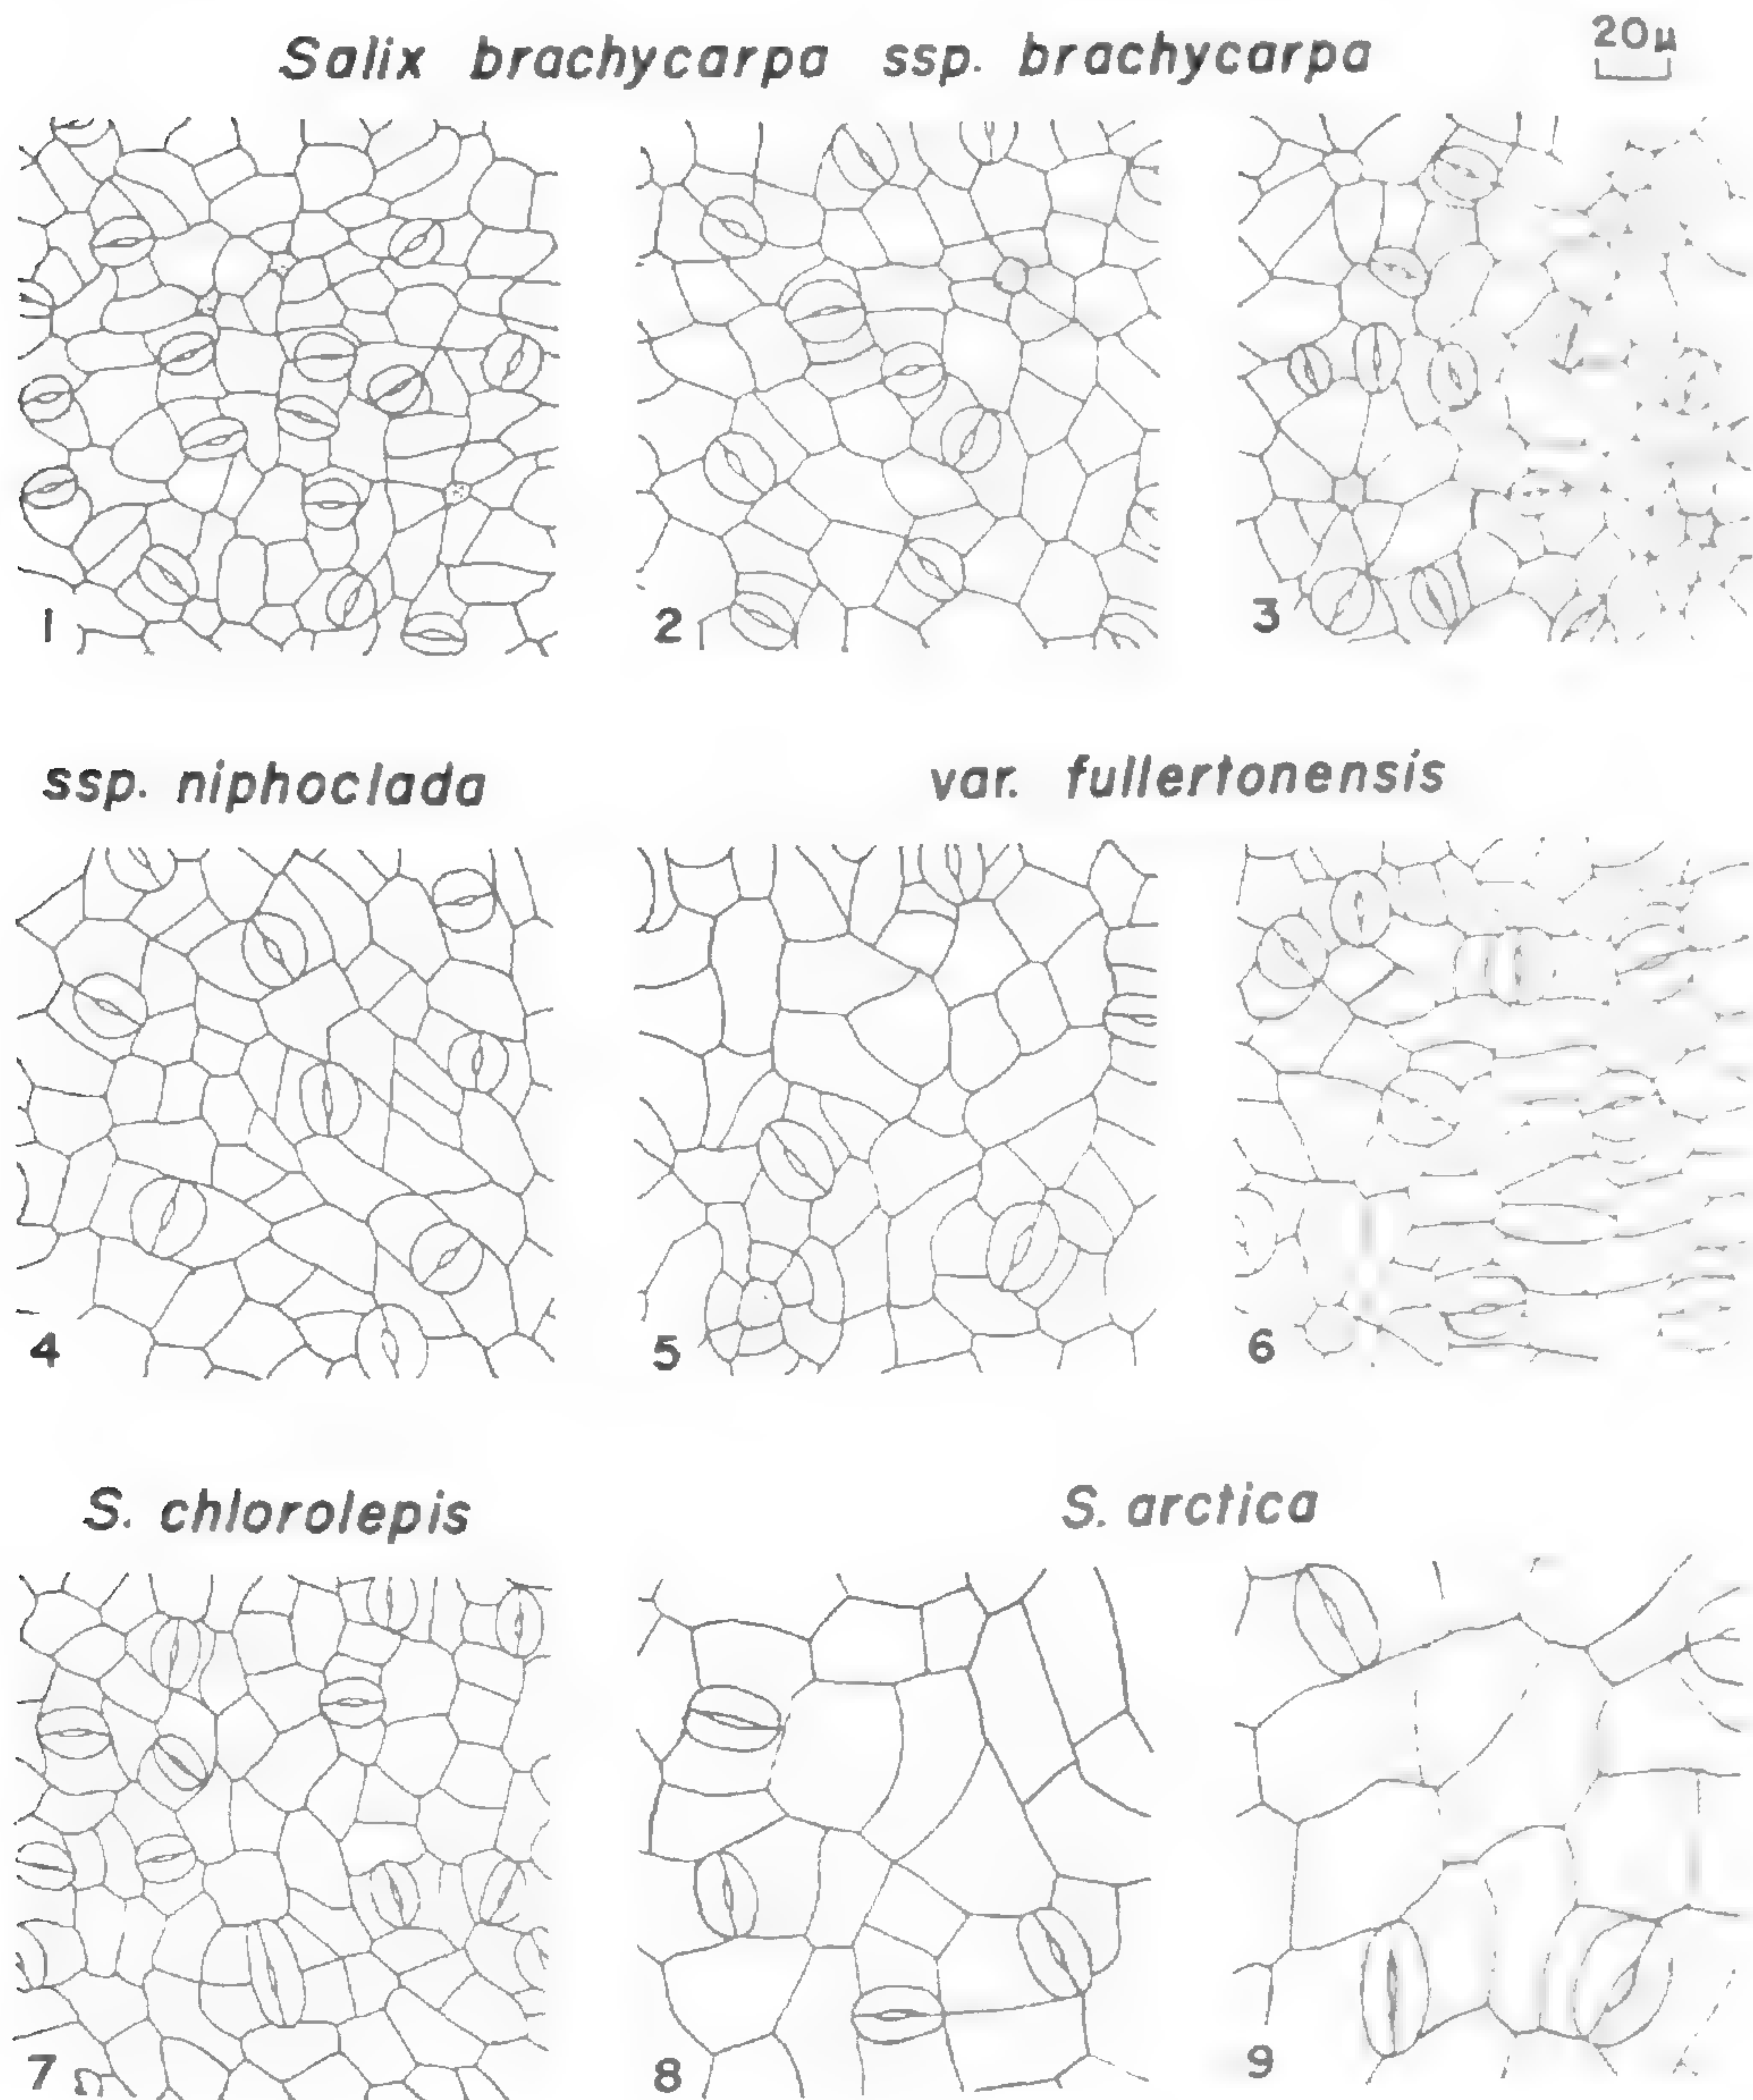 Salix brachycarpa ssp. brachycarpa
20µ
1
2
3
ssp. niphoclada
var. fullertonensis
4
5
6
S. chlorolepis
S. arctica
7
8
9